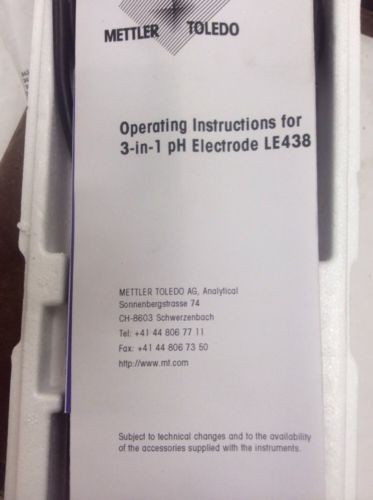 METTLER TOLEDO
Operating Instructions for
3-in-1 pH Electrode LE438
METTLER TOLEDO AG, Analytical
Sonnenbergstrasse 74
CH-8603 Schwerzenbach
Tel: +41 44 806 77 11
Fax: +41 44 806 73 50
http://www.mt.com
Subject to technical changes and to the availability
of the accessories supplied with the instruments.